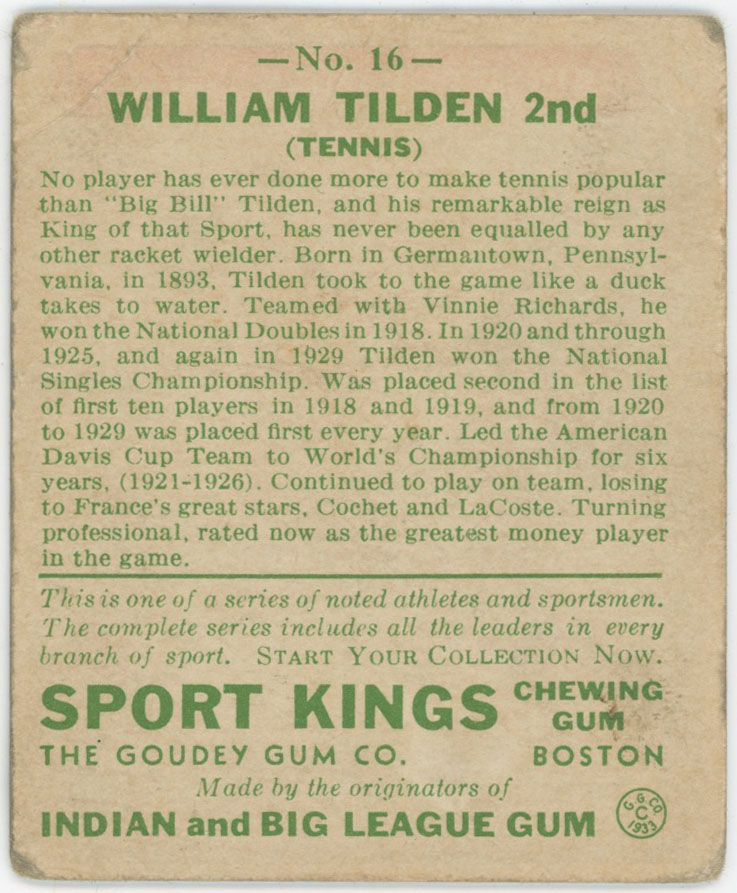 —No. 16—
WILLIAM TILDEN 2nd
(TENNIS)
No player has ever done more to make tennis popular
than "Big Bill" Tilden, and his remarkable reign as
King of that Sport, has never been equalled by any
other racket wielder. Born in Germantown, Pennsyl-
vania, in 1893, Tilden took to the game like a duck
takes to water. Teamed with Vinnie Richards, he
won the National Doubles in 1918. In 1920 and through
1925, and again in 1929 Tilden won the National
Singles Championship. Was placed second in the list
of first ten players in 1918 and 1919, and from 1920
to 1929 was placed first every year. Led the American
Davis Cup Team to World's Championship for six
years, (1921-1926). Continued to play on team, losing
to France's great stars, Cochet and LaCoste. Turning
professional, rated now as the greatest money player
in the game.
This is one of a series of noted athletes and sportsmen.
The complete series includes all the leaders in every
branch of sport. START YOUR COLLECTION NOW.
SPORT KINGS CHEWING GUM
THE GOUDEY GUM CO. BOSTON
Made by the originators of
INDIAN and BIG LEAGUE GUM
G. G. CO
C
1933